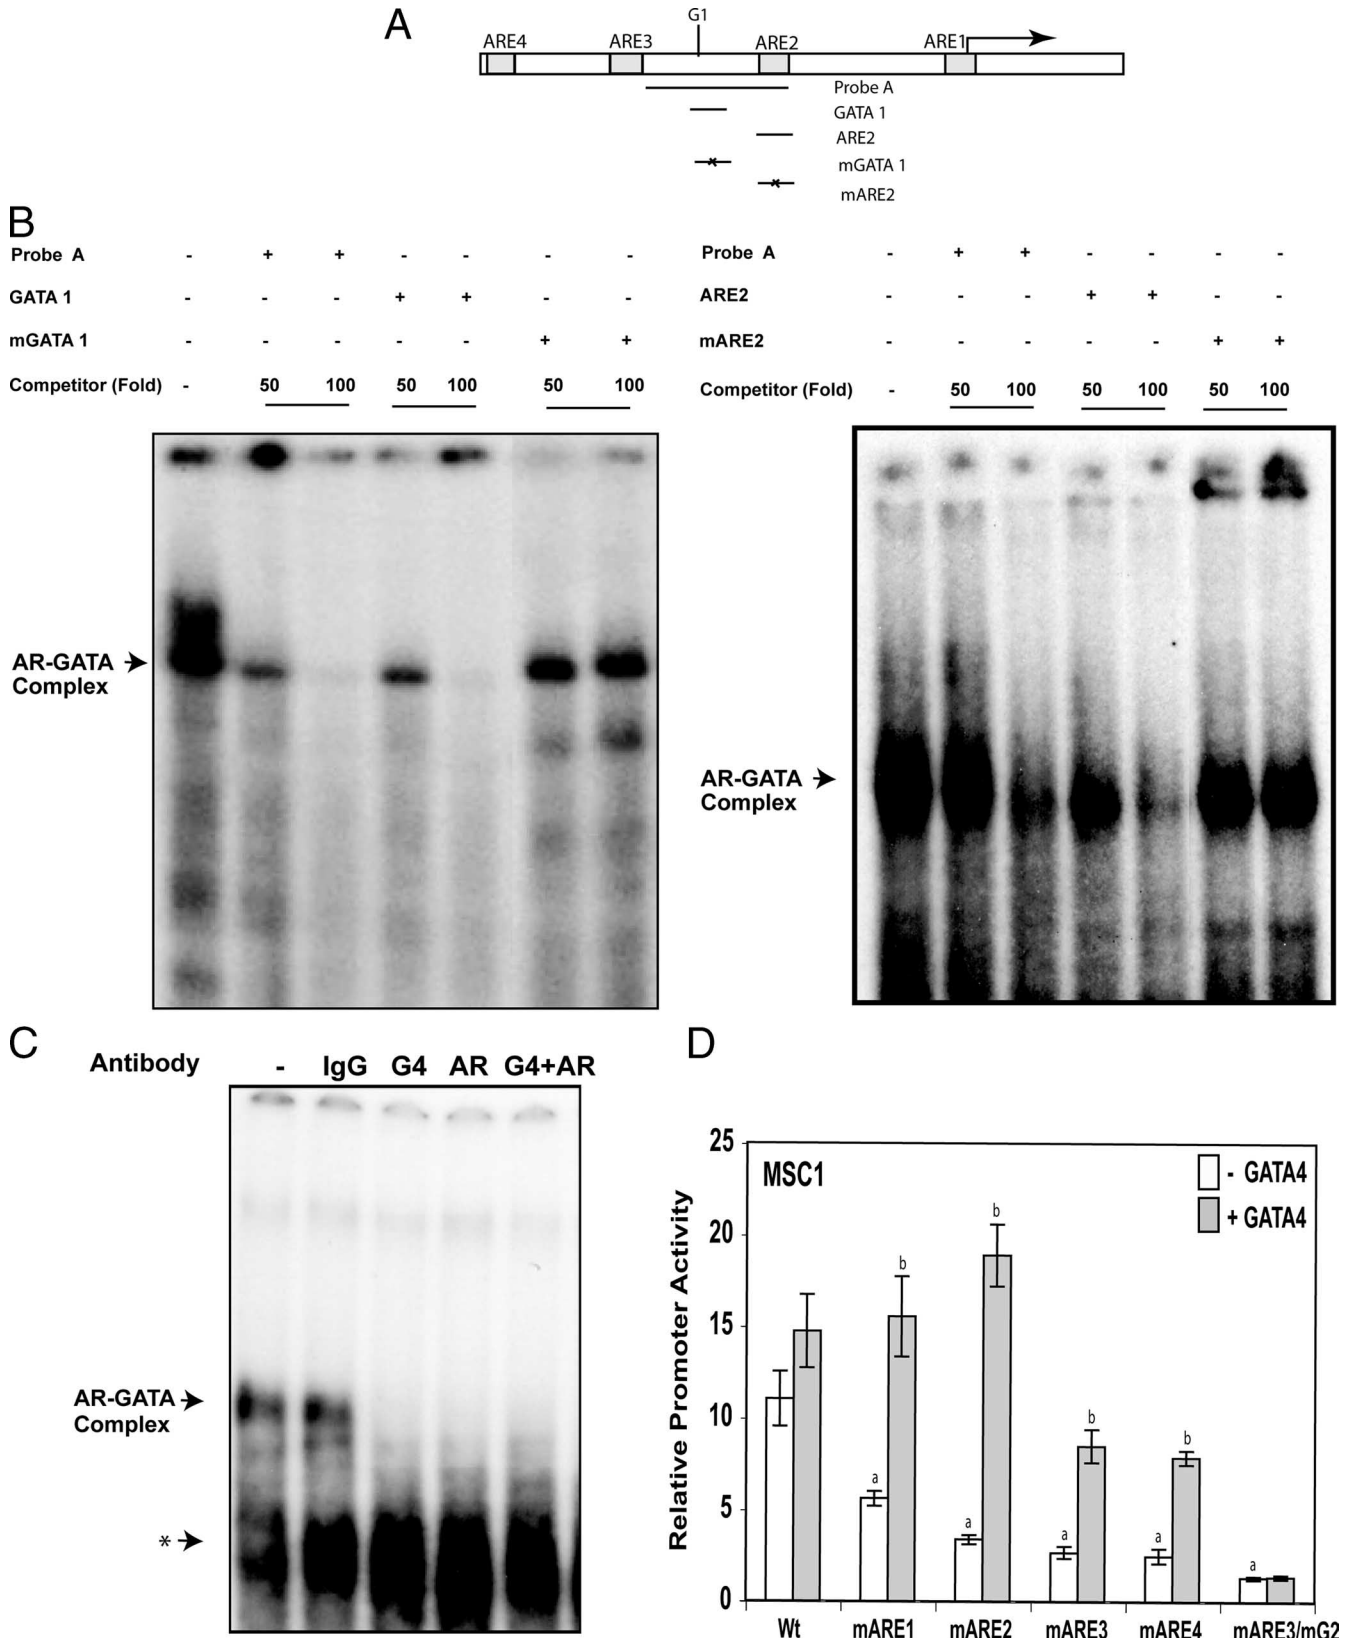 A
G1
ARE4 ARE3 ARE2 ARE1
Probe A
GATA 1
ARE2
mGATA 1
mARE2
B
Probe A - + + - - - -
GATA 1 - - - + + - -
mGATA 1 - - - - - + +
Competitor (Fold) - 50 100 50 100 50 100
AR-GATA
Complex
Probe A - + + - - - -
ARE2 - - - + + - -
mARE2 - - - - - + +
Competitor (Fold) - 50 100 50 100 50 100
AR-GATA
Complex
C
Antibody - IgG G4 AR G4+AR
AR-GATA
Complex
*
D
MSC1
- GATA4
+ GATA4
Relative Promoter Activity
25
20
15
10
5
0
a b a b a b a b a
Wt mARE1 mARE2 mARE3 mARE4 mARE3/mG2